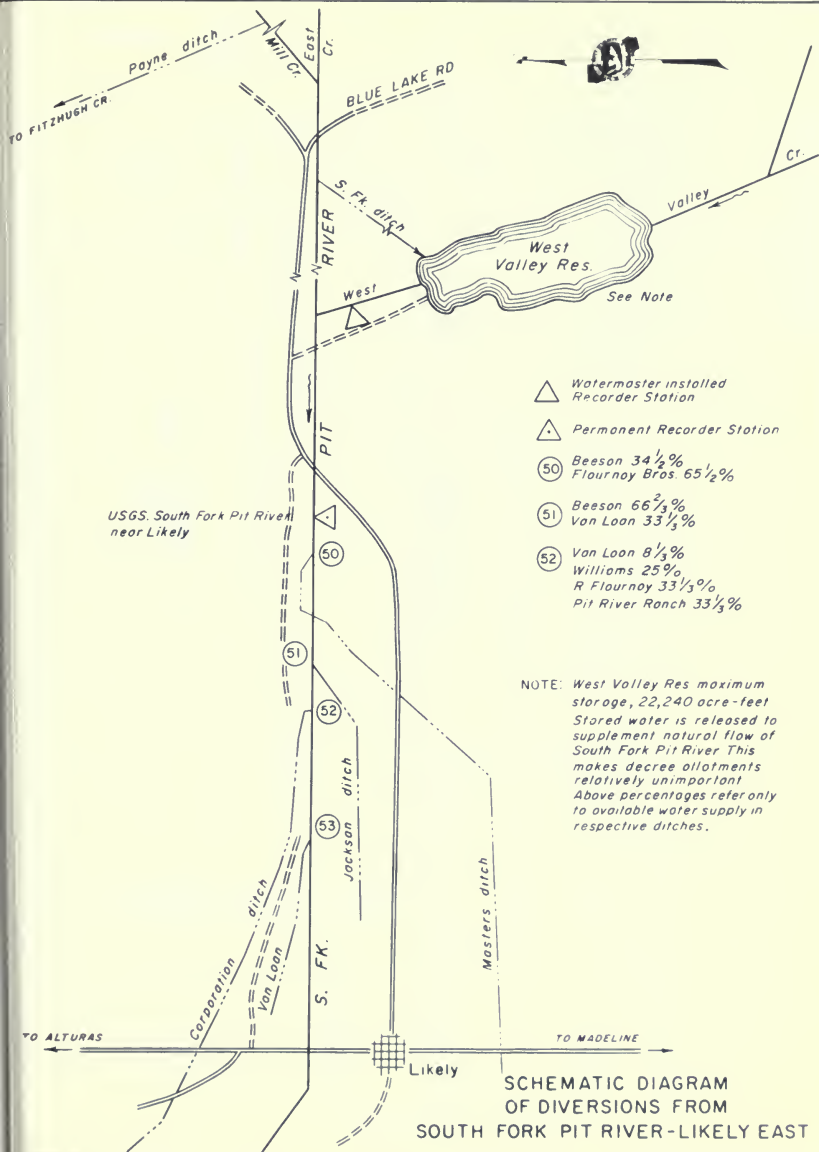 Payne ditch
Mill Cr.
East Cr.
TO FITZHUGH CR.
BLUE LAKE RD
S. Fk. ditch
RIVER
Valley
Cr.
West
Valley Res.
See Note
West
PIT
Watermaster installed
Recorder Station
Permanent Recorder Station
50 Beeson 34 1/2%
Flournoy Bros. 65 1/2%
51 Beeson 66 2/3%
Van Loan 33 1/3%
52 Van Loan 8 1/3%
Williams 25%
R Flournoy 33 1/3%
Pit River Ranch 33 1/3%
USGS. South Fork Pit River
near Likely
50
51
52
53
NOTE: West Valley Res maximum
storage, 22,240 acre-feet
Stored water is released to
supplement natural flow of
South Fork Pit River This
makes decree allotments
relatively unimportant
Above percentages refer only
to available water supply in
respective ditches.
Jackson ditch
Masters ditch
Corporation ditch
Van Loan
S. FK.
TO ALTURAS
TO MADELINE
Likely
SCHEMATIC DIAGRAM
OF DIVERSIONS FROM
SOUTH FORK PIT RIVER-LIKELY EAST